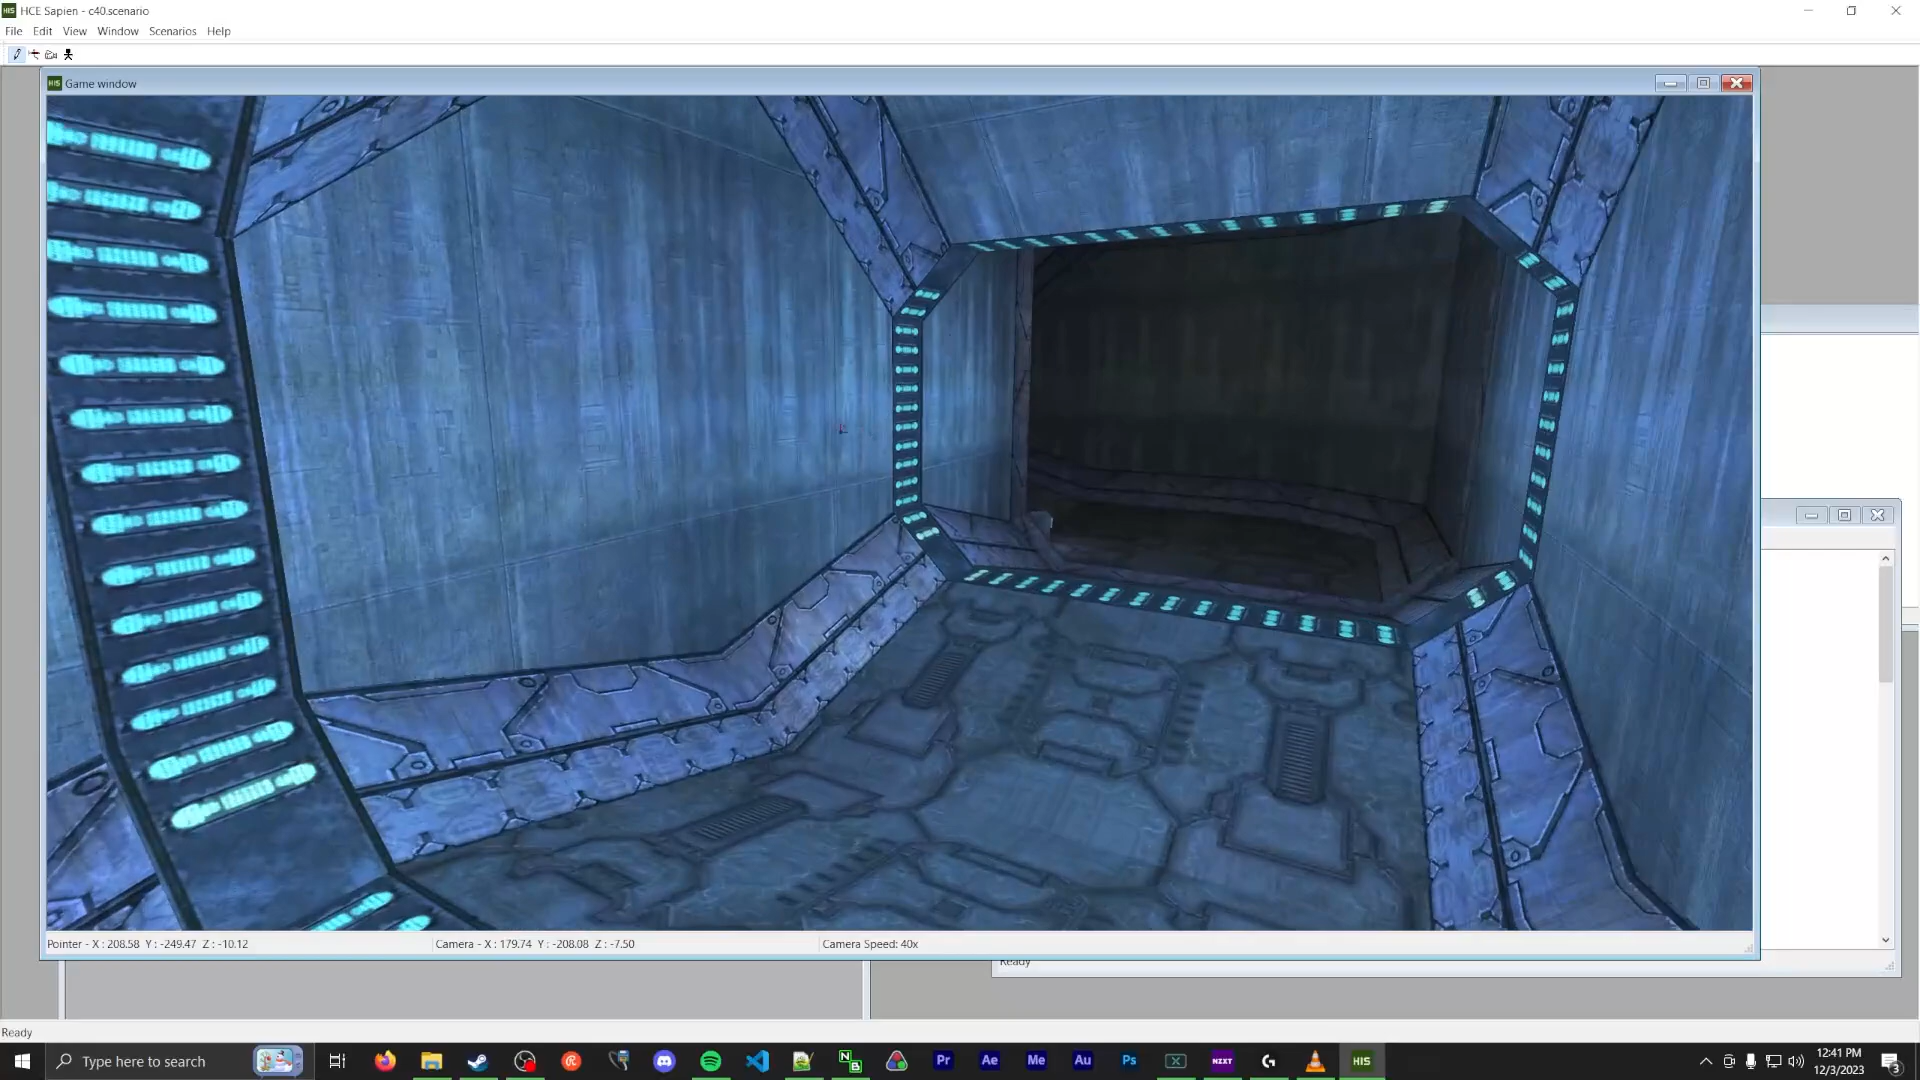 HCE Sapien - c40.scenario
File Edit View Window Scenarios Help
Game window
Pointer - X : 208.58 Y : -249.47 Z : -10.12 Camera - X : 179.74 Y : -208.08 Z : -7.50 Camera Speed: 40x
Ready
Ready
Type here to search
N
B
Pr Ae Me Au Ps
NZXT
HIS
12:41 PM
12/3/2023
3